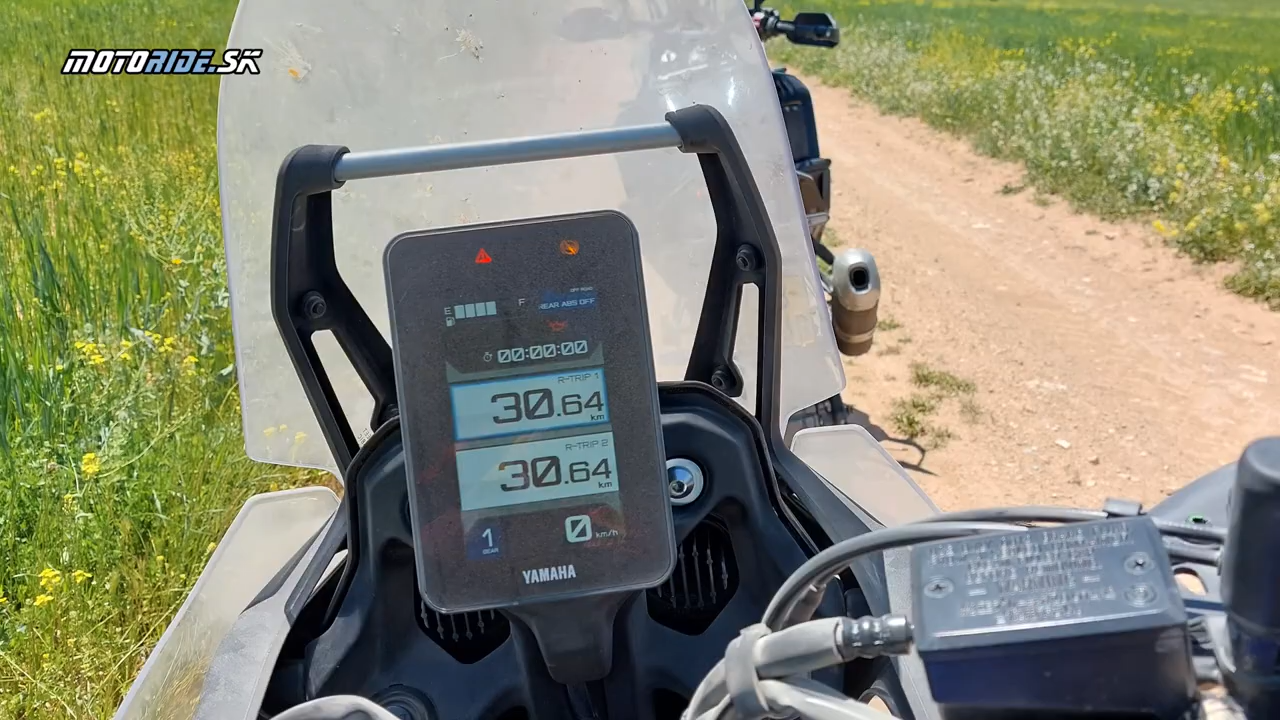 MOTORIDE.SK
OFF ROAD
E F REAR ABS OFF
00:00:00
R-TRIP 1
30.64
km
R-TRIP 2
30.64
km
1
GEAR
0 km/h
YAMAHA